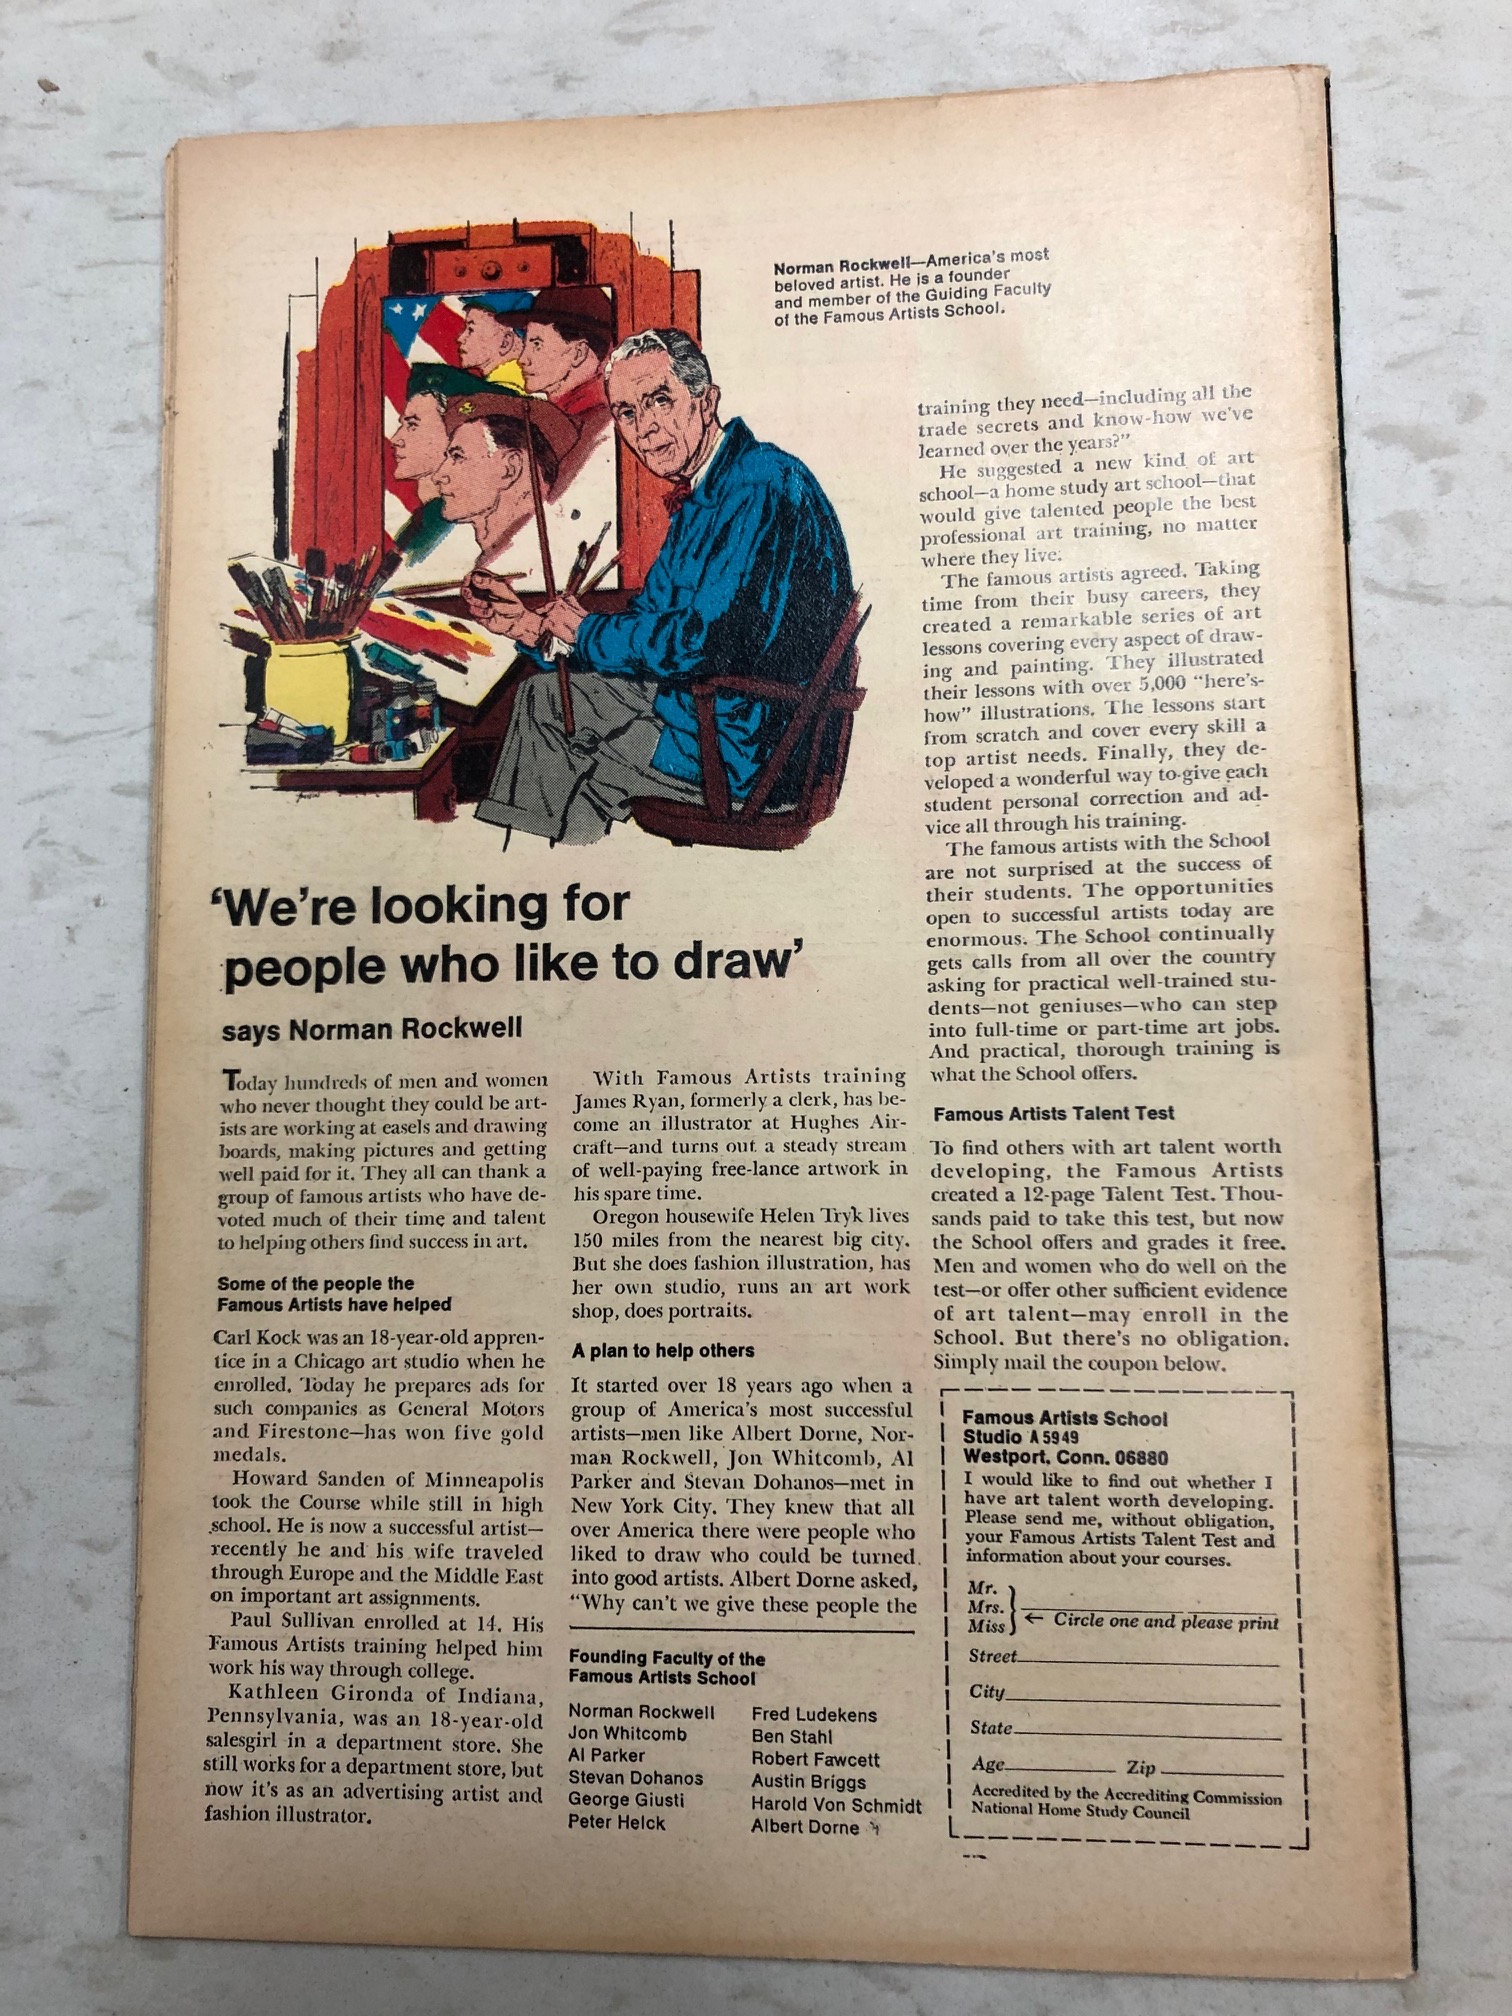 Norman Rockwell—America's most
beloved artist. He is a founder
and member of the Guiding Faculty
of the Famous Artists School.
'We're looking for
people who like to draw'
says Norman Rockwell
Today hundreds of men and women
who never thought they could be art-
ists are working at easels and drawing
boards, making pictures and getting
well paid for it. They all can thank a
group of famous artists who have de-
voted much of their time and talent
to helping others find success in art.
Some of the people the
Famous Artists have helped
Carl Kock was an 18-year-old appren-
tice in a Chicago art studio when he
enrolled. Today he prepares ads for
such companies as General Motors
and Firestone—has won five gold
medals.
Howard Sanden of Minneapolis
took the Course while still in high
school. He is now a successful artist—
recently he and his wife traveled
through Europe and the Middle East
on important art assignments.
Paul Sullivan enrolled at 14. His
Famous Artists training helped him
work his way through college.
Kathleen Gironda of Indiana,
Pennsylvania, was an 18-year-old
salesgirl in a department store. She
still works for a department store, but
now it's as an advertising artist and
fashion illustrator.
With Famous Artists training
James Ryan, formerly a clerk, has be-
come an illustrator at Hughes Air-
craft—and turns out a steady stream
of well-paying free-lance artwork in
his spare time.
Oregon housewife Helen Tryk lives
150 miles from the nearest big city.
But she does fashion illustration, has
her own studio, runs an art work
shop, does portraits.
A plan to help others
It started over 18 years ago when a
group of America's most successful
artists—men like Albert Dorne, Nor-
man Rockwell, Jon Whitcomb, Al
Parker and Stevan Dohanos—met in
New York City. They knew that all
over America there were people who
liked to draw who could be turned
into good artists. Albert Dorne asked,
"Why can't we give these people the
Founding Faculty of the
Famous Artists School
Norman Rockwell
Jon Whitcomb
Al Parker
Stevan Dohanos
George Giusti
Peter Helck
Fred Ludekens
Ben Stahl
Robert Fawcett
Austin Briggs
Harold Von Schmidt
Albert Dorne
training they need—including all the
trade secrets and know-how we've
learned over the years?"
He suggested a new kind of art
school—a home study art school—that
would give talented people the best
professional art training, no matter
where they live.
The famous artists agreed. Taking
time from their busy careers, they
created a remarkable series of art
lessons covering every aspect of draw-
ing and painting. They illustrated
their lessons with over 5,000 "here's-
how" illustrations. The lessons start
from scratch and cover every skill a
top artist needs. Finally, they de-
veloped a wonderful way to give each
student personal correction and ad-
vice all through his training.
The famous artists with the School
are not surprised at the success of
their students. The opportunities
open to successful artists today are
enormous. The School continually
gets calls from all over the country
asking for practical well-trained stu-
dents—not geniuses—who can step
into full-time or part-time art jobs.
And practical, thorough training is
what the School offers.
Famous Artists Talent Test
To find others with art talent worth
developing, the Famous Artists
created a 12-page Talent Test. Thou-
sands paid to take this test, but now
the School offers and grades it free.
Men and women who do well on the
test—or offer other sufficient evidence
of art talent—may enroll in the
School. But there's no obligation.
Simply mail the coupon below.
Famous Artists School
Studio A5949
Westport, Conn. 06880
I would like to find out whether I
have art talent worth developing.
Please send me, without obligation,
your Famous Artists Talent Test and
information about your courses.
Mr.
Mrs.
Miss ← Circle one and please print
Street
City
State
Age Zip
Accredited by the Accrediting Commission
National Home Study Council